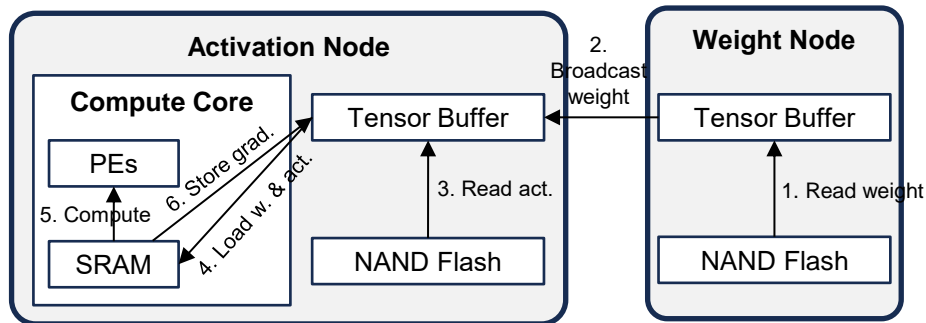 Activation Node
2.
Broadcast
weight
Weight Node
Compute Core
Tensor Buffer
Tensor Buffer
PEs
6. Store grad.
4. Load w. & act.
3. Read act.
1. Read weight
5. Compute
SRAM
NAND Flash
NAND Flash